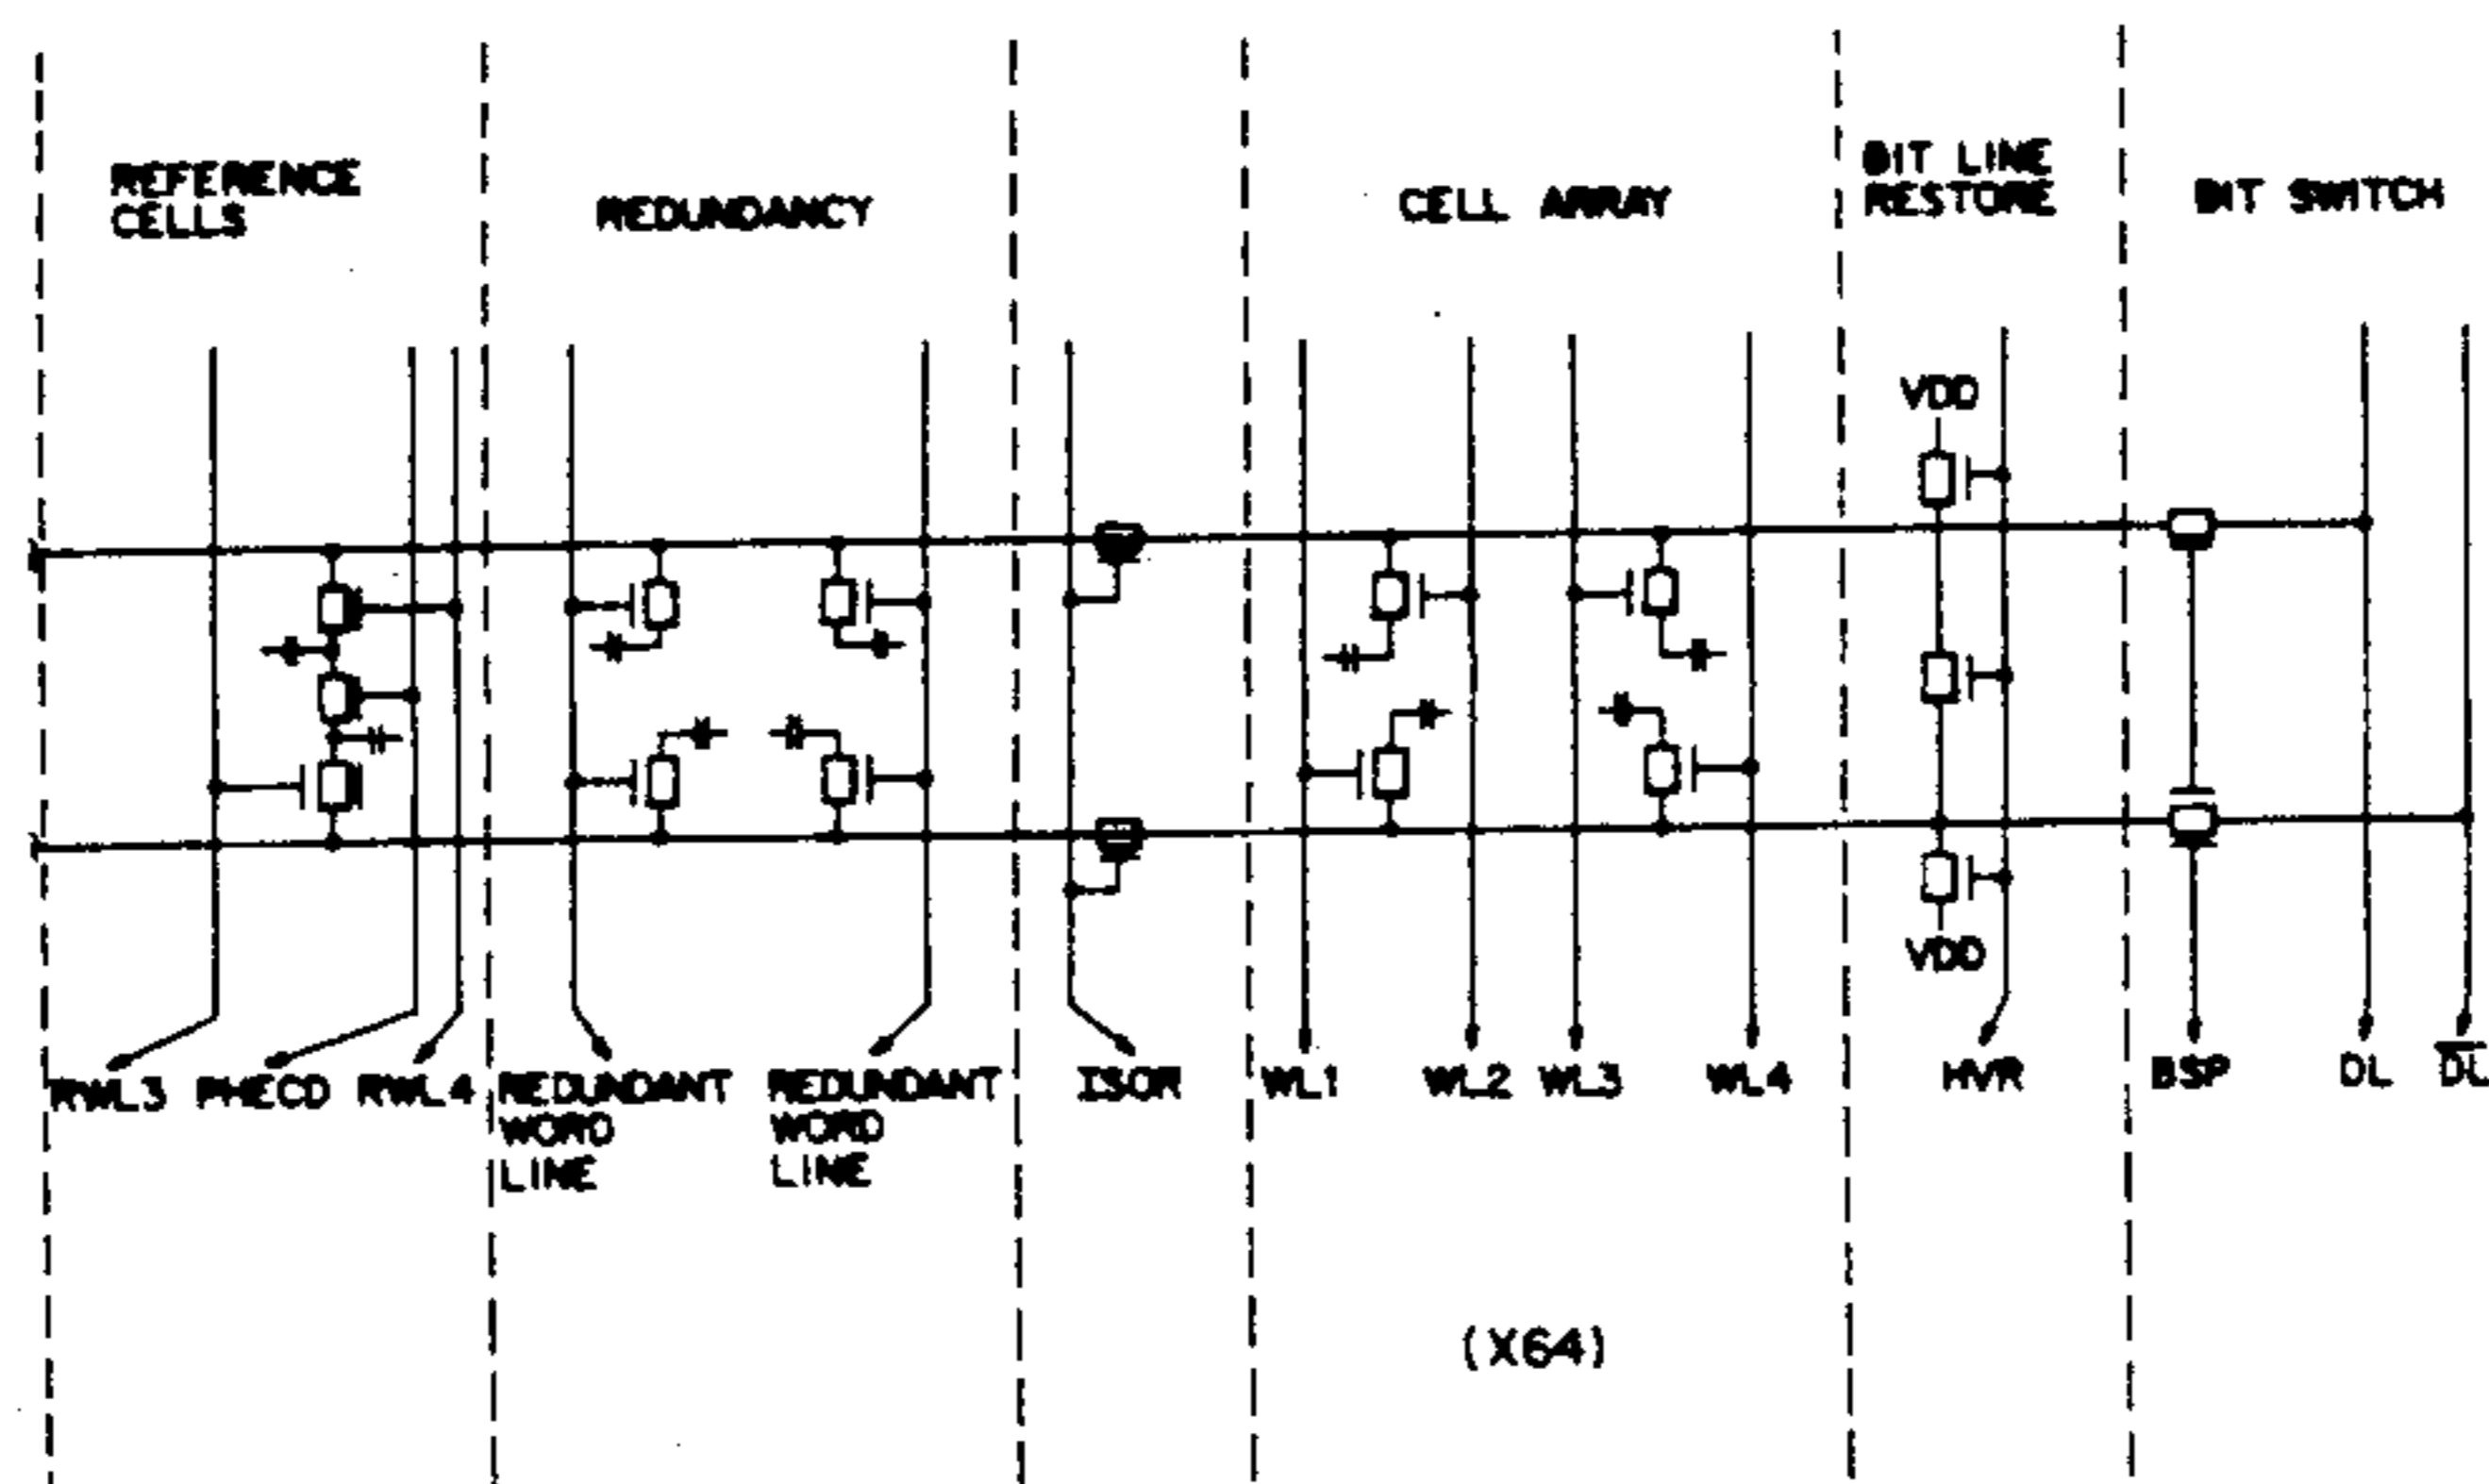 REFERENCE
CELLS
REDUNDANCY
CELL ARRAY
BIT LINE
RESTORE
BIT SWITCH
VDD
VDD
RWL3
PHECD
RWL4
REDUNDANT
WORD
LINE
REDUNDANT
WORD
LINE
ISOR
WL1
WL2
WL3
WL4
HVR
BSP
DL
D̅L̅
(X64)